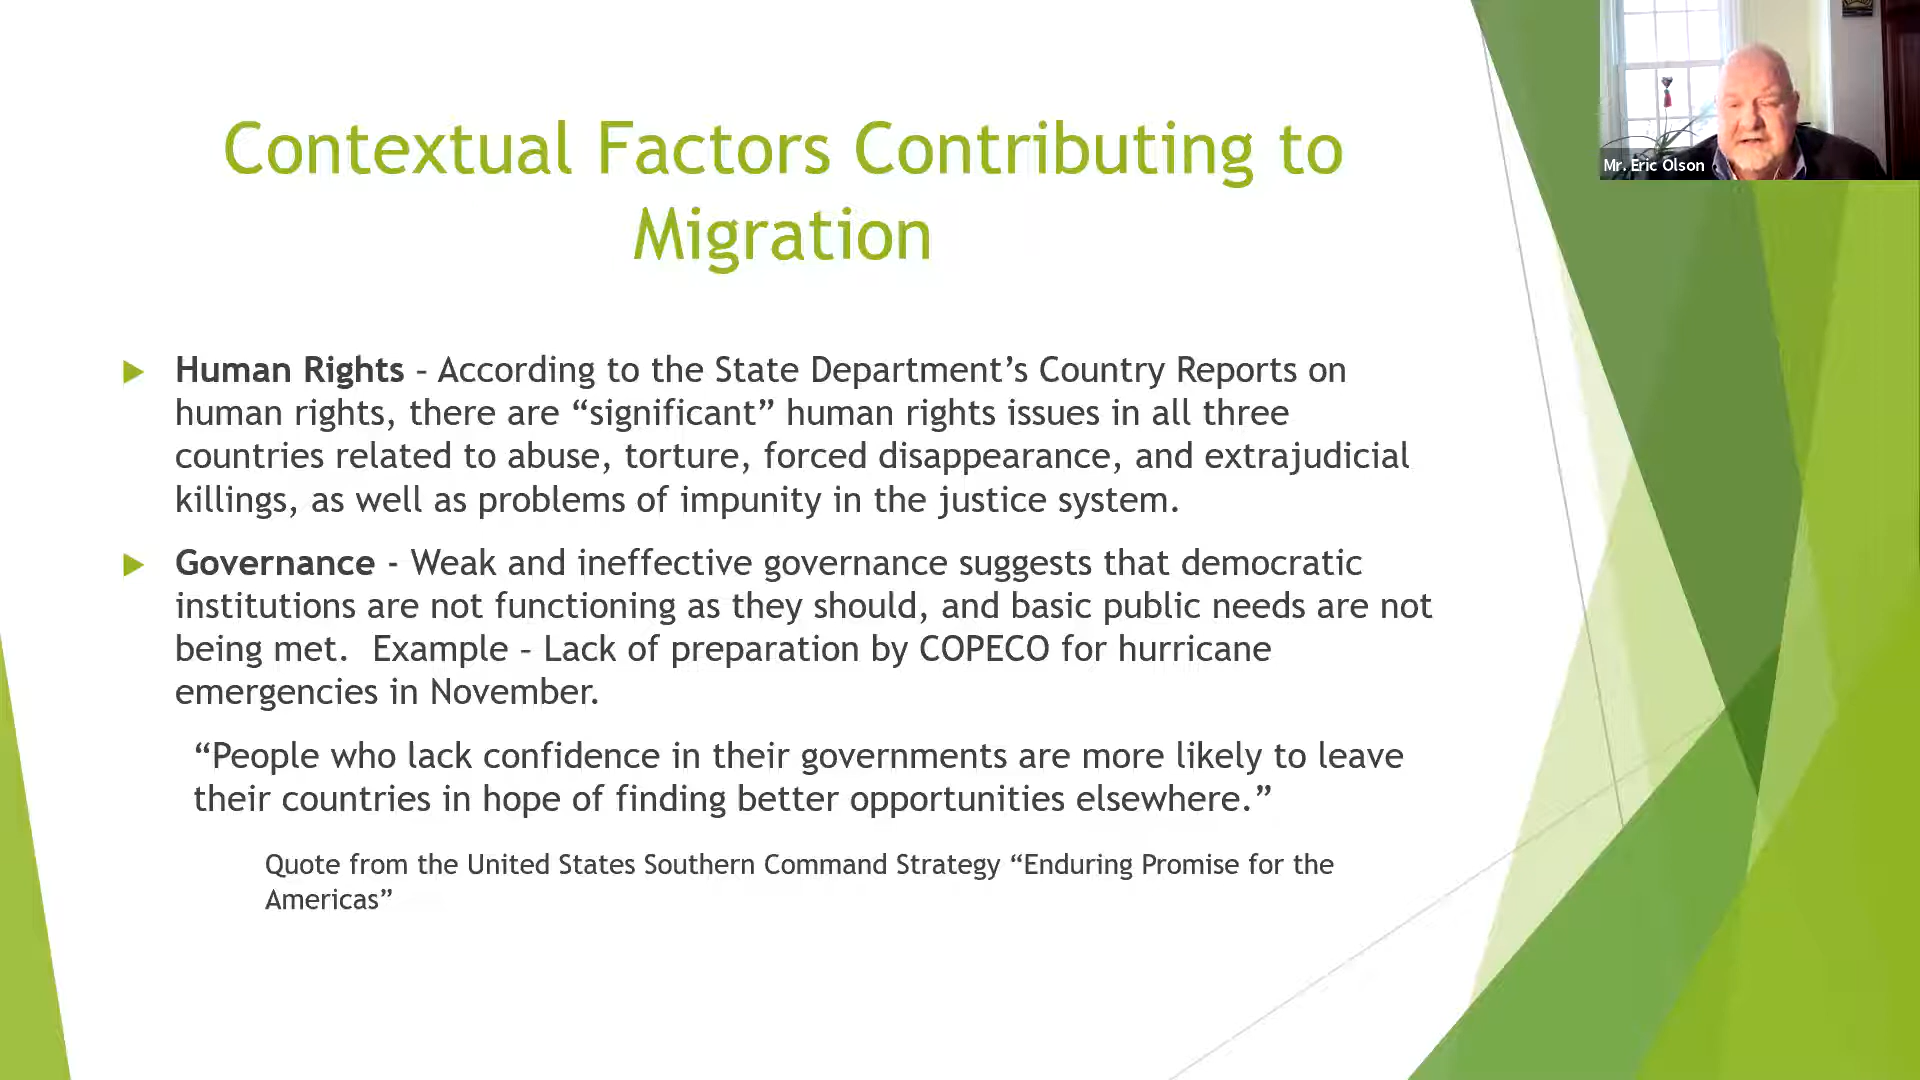 Contextual Factors Contributing to
Migration
Mr. Eric Olson
Human Rights – According to the State Department’s Country Reports on
human rights, there are “significant” human rights issues in all three
countries related to abuse, torture, forced disappearance, and extrajudicial
killings, as well as problems of impunity in the justice system.
Governance - Weak and ineffective governance suggests that democratic
institutions are not functioning as they should, and basic public needs are not
being met.  Example – Lack of preparation by COPECO for hurricane
emergencies in November.
“People who lack confidence in their governments are more likely to leave
their countries in hope of finding better opportunities elsewhere.”
Quote from the United States Southern Command Strategy “Enduring Promise for the
Americas”